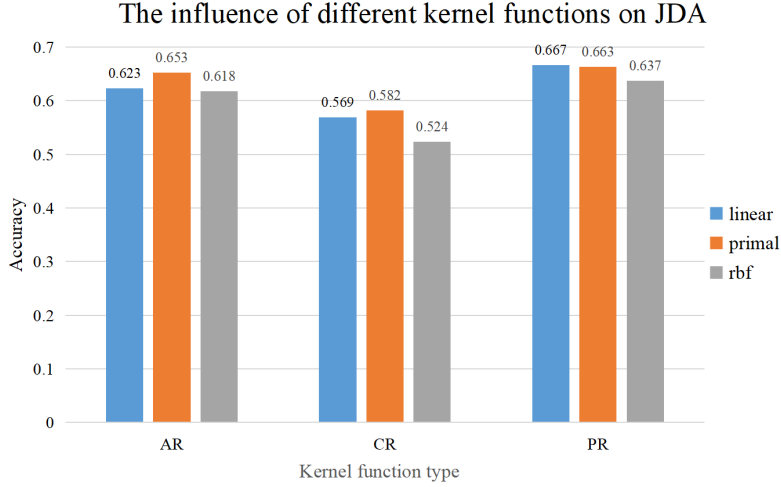 The influence of different kernel functions on JDA
0.7
0.6
0.5
0.4
0.3
0.2
0.1
0
Accuracy
0.623
0.653
0.618
0.569
0.582
0.524
0.667
0.663
0.637
AR
CR
PR
Kernel function type
linear
primal
rbf